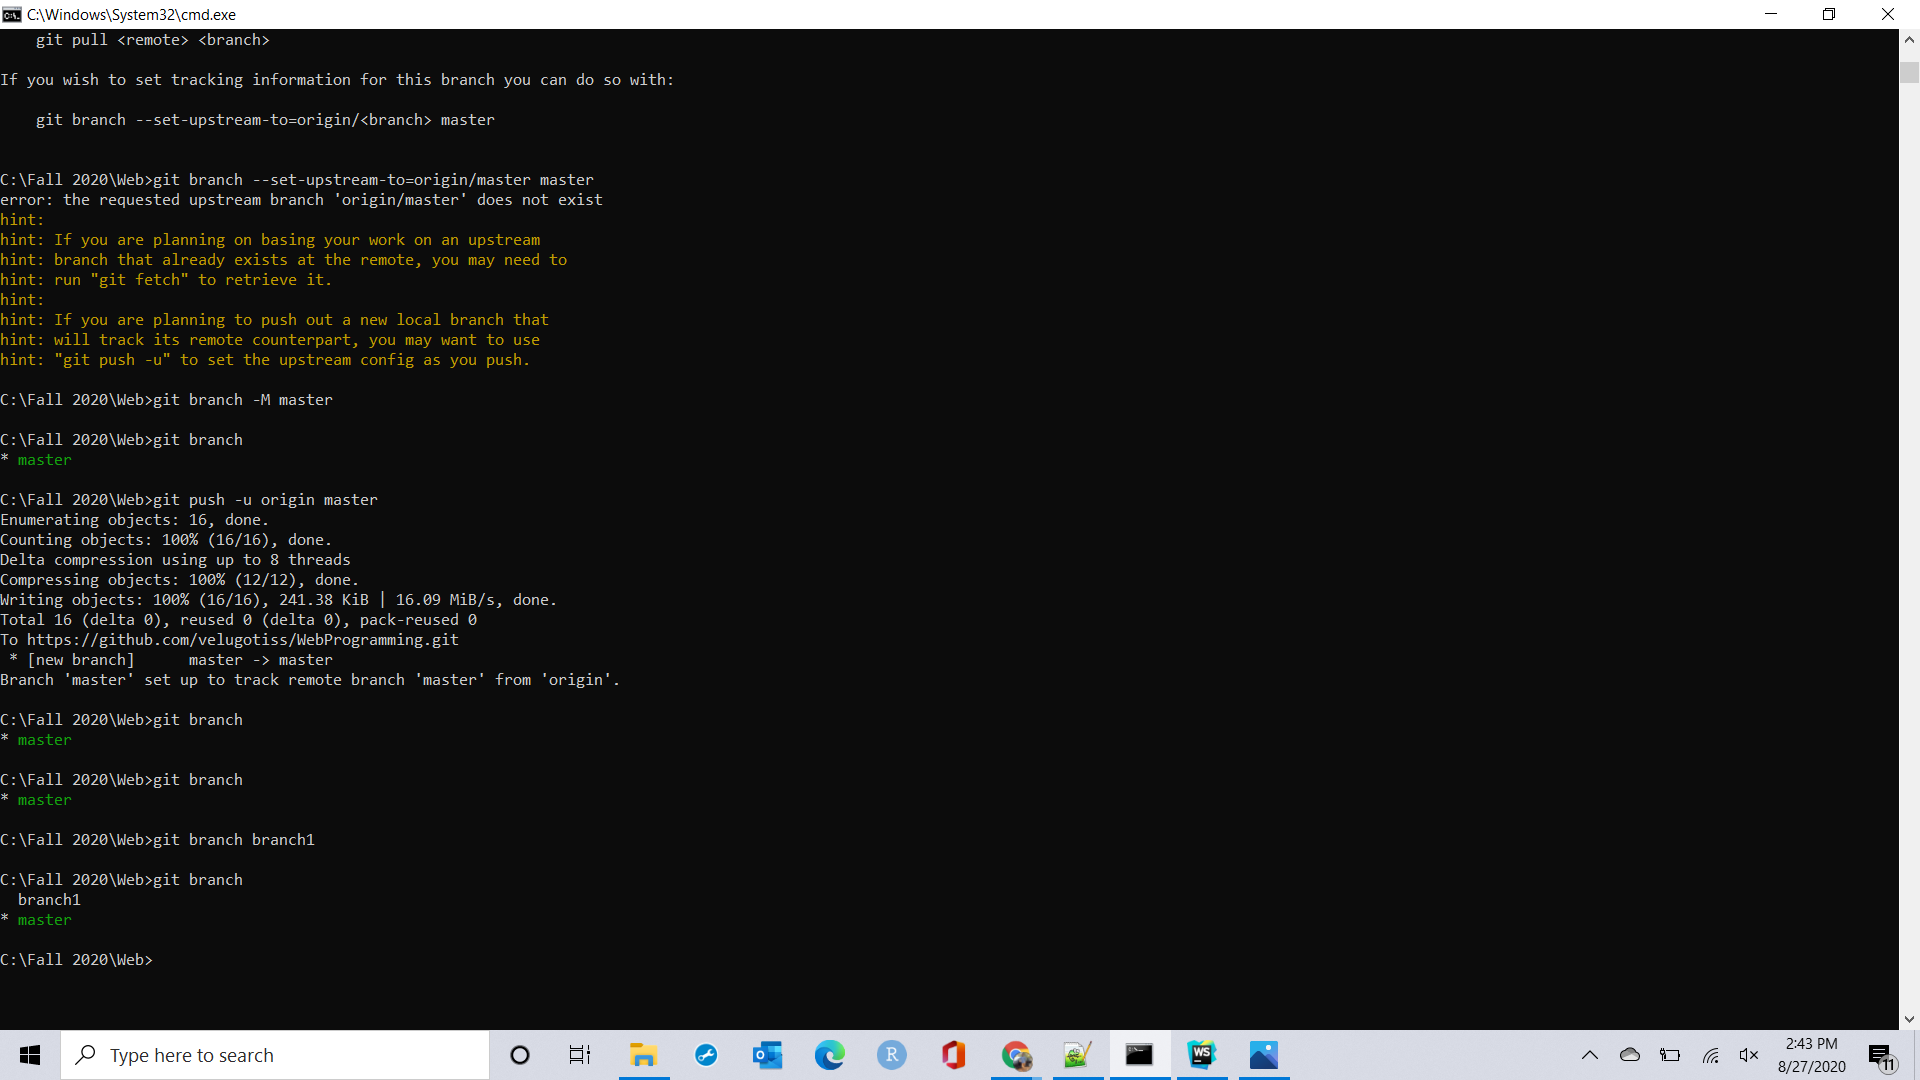 C:\Windows\System32\cmd.exe
    git pull <remote> <branch>
If you wish to set tracking information for this branch you can do so with:
    git branch --set-upstream-to=origin/<branch> master
C:\Fall 2020\Web>git branch --set-upstream-to=origin/master master
error: the requested upstream branch 'origin/master' does not exist
hint:
hint: If you are planning on basing your work on an upstream
hint: branch that already exists at the remote, you may need to
hint: run "git fetch" to retrieve it.
hint:
hint: If you are planning to push out a new local branch that
hint: will track its remote counterpart, you may want to use
hint: "git push -u" to set the upstream config as you push.
C:\Fall 2020\Web>git branch -M master
C:\Fall 2020\Web>git branch
* master
C:\Fall 2020\Web>git push -u origin master
Enumerating objects: 16, done.
Counting objects: 100% (16/16), done.
Delta compression using up to 8 threads
Compressing objects: 100% (12/12), done.
Writing objects: 100% (16/16), 241.38 KiB | 16.09 MiB/s, done.
Total 16 (delta 0), reused 0 (delta 0), pack-reused 0
To https://github.com/velugotiss/WebProgramming.git
 * [new branch]      master -> master
Branch 'master' set up to track remote branch 'master' from 'origin'.
C:\Fall 2020\Web>git branch
* master
C:\Fall 2020\Web>git branch
* master
C:\Fall 2020\Web>git branch branch1
C:\Fall 2020\Web>git branch
  branch1
* master
C:\Fall 2020\Web>
Type here to search
R
WS
2:43 PM
8/27/2020
11